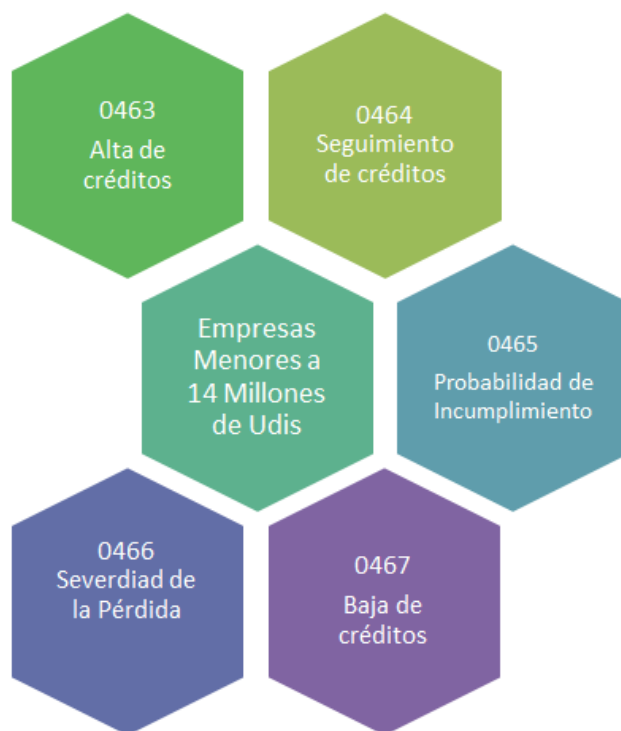 0463
Alta de
créditos
0464
Seguimiento
de créditos
Empresas
Menores a
14 Millones
de Udis
0465
Probabilidad de
Incumplimiento
0466
Severdiad de
la Pérdida
0467
Baja de
créditos